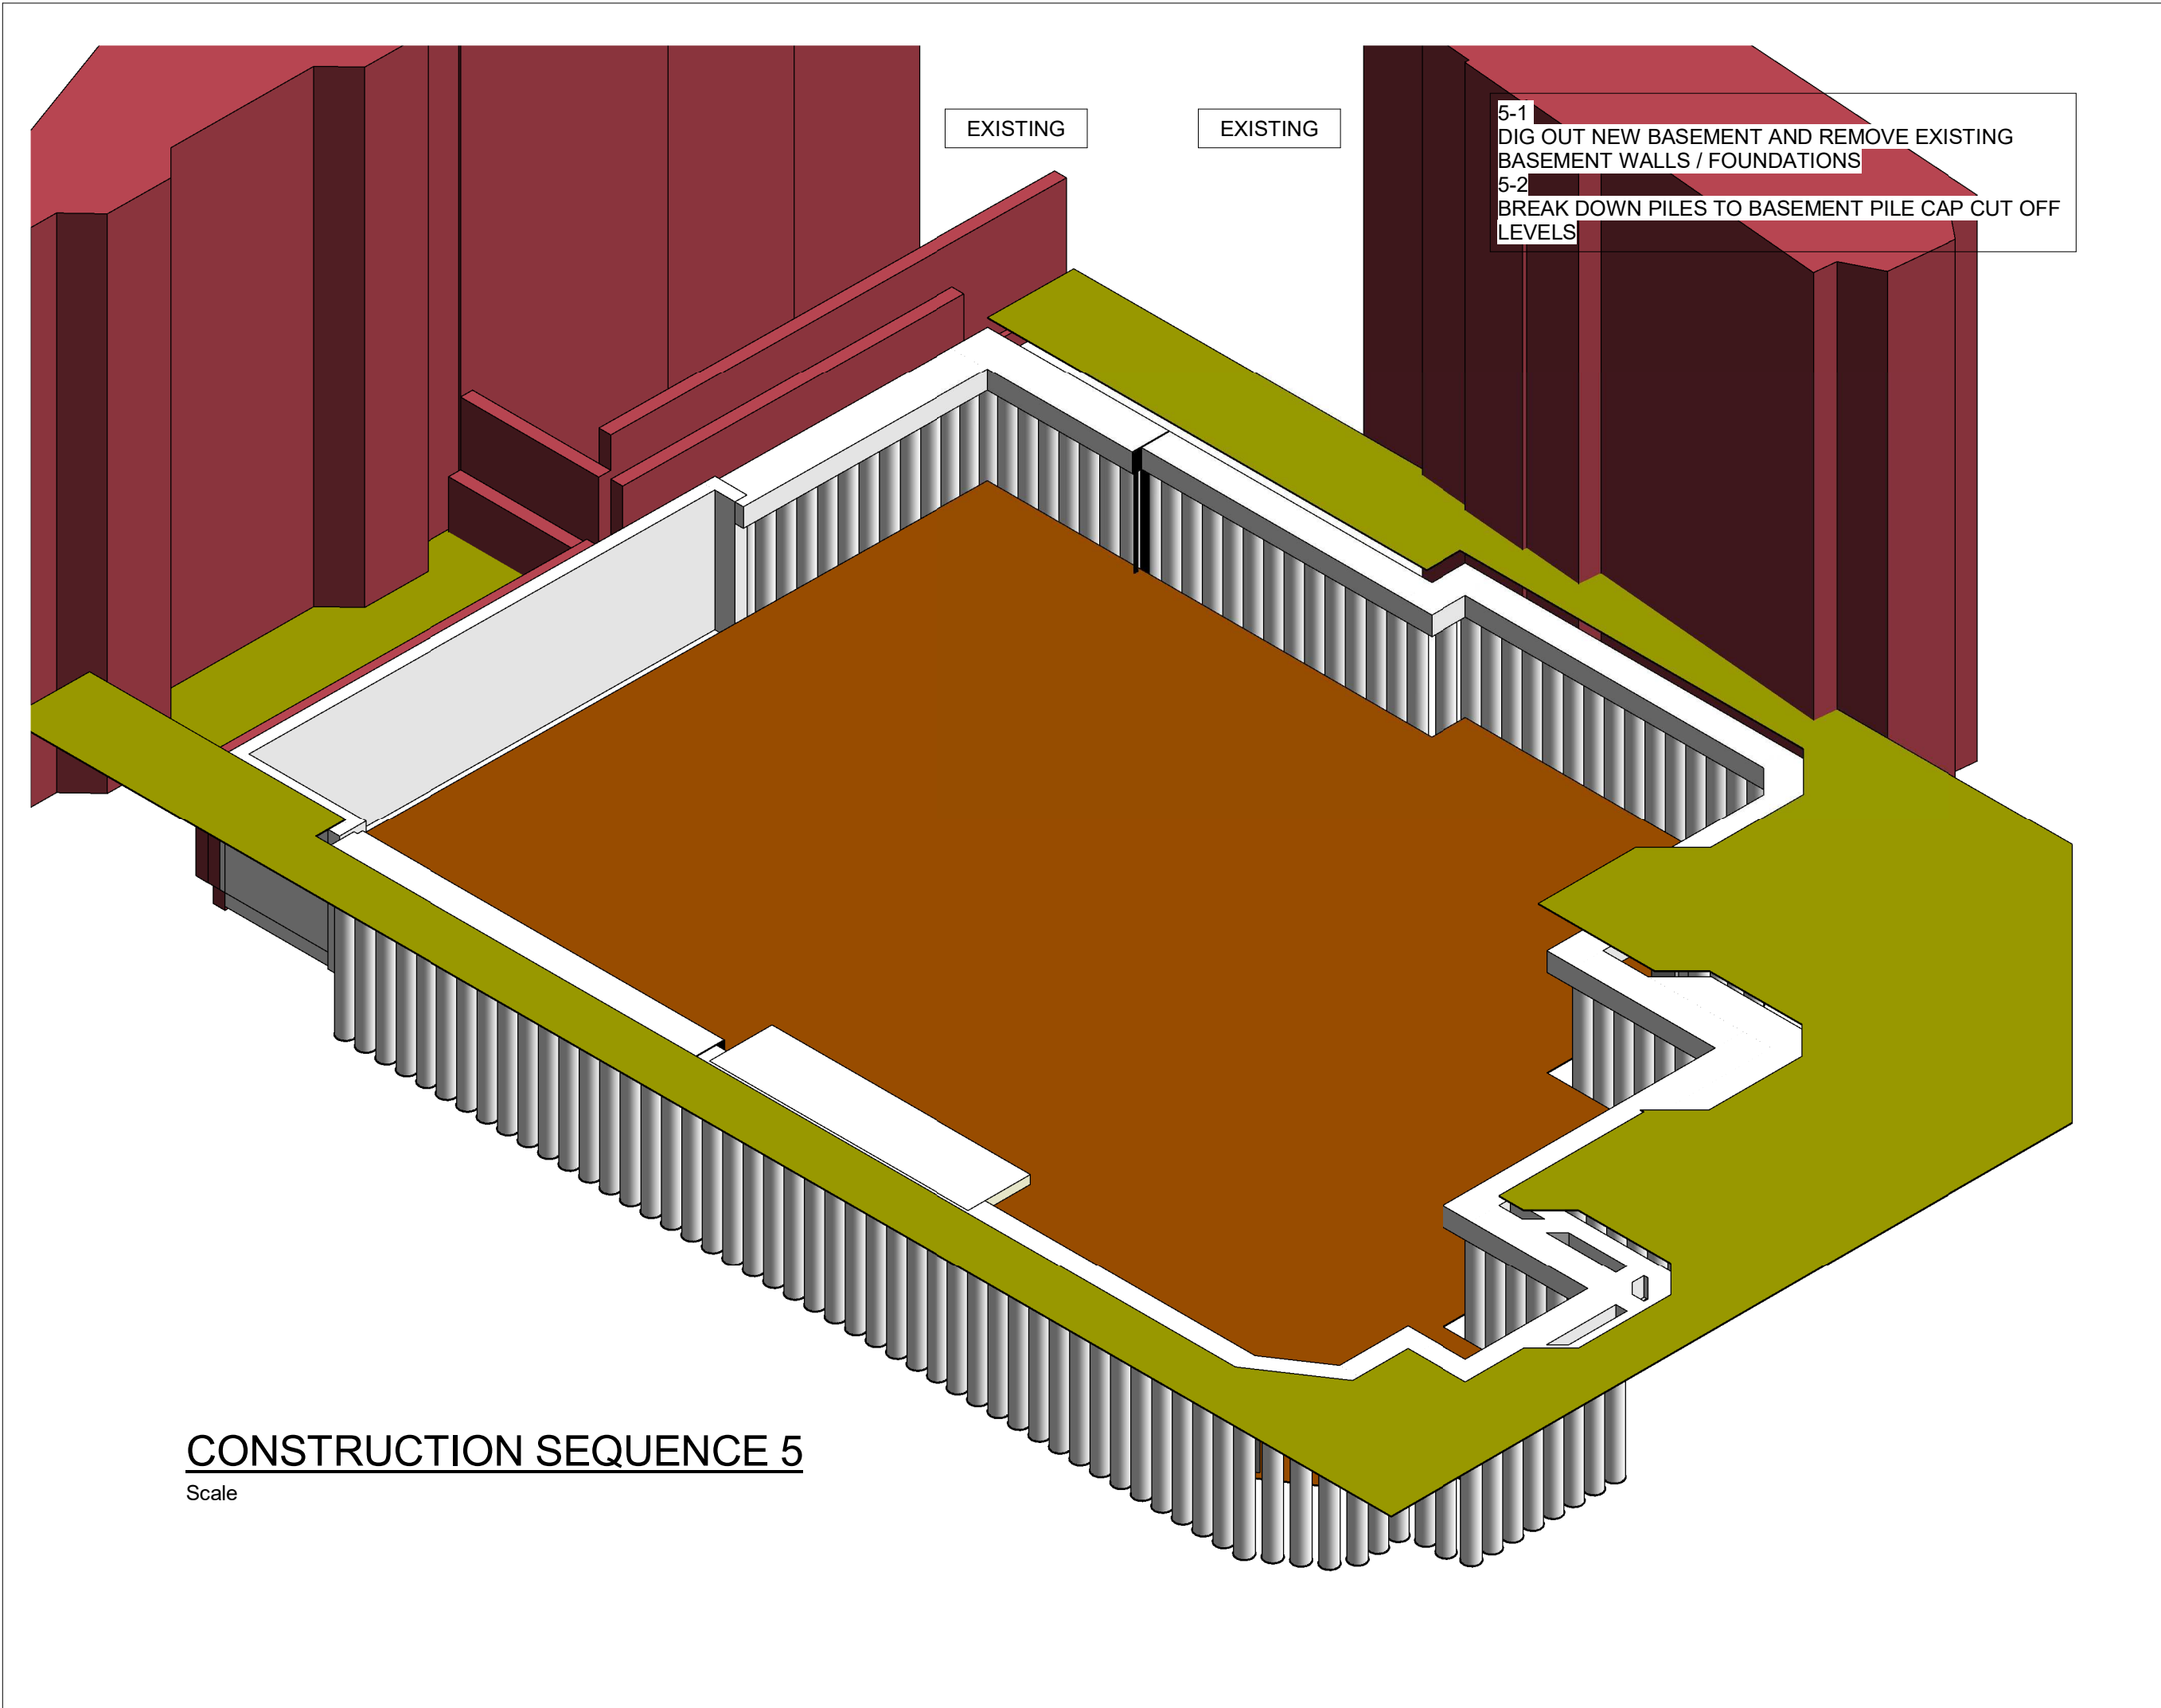 EXISTING
EXISTING
5-1
DIG OUT NEW BASEMENT AND REMOVE EXISTING
BASEMENT WALLS / FOUNDATIONS
5-2
BREAK DOWN PILES TO BASEMENT PILE CAP CUT OFF
LEVELS
CONSTRUCTION SEQUENCE 5
Scale